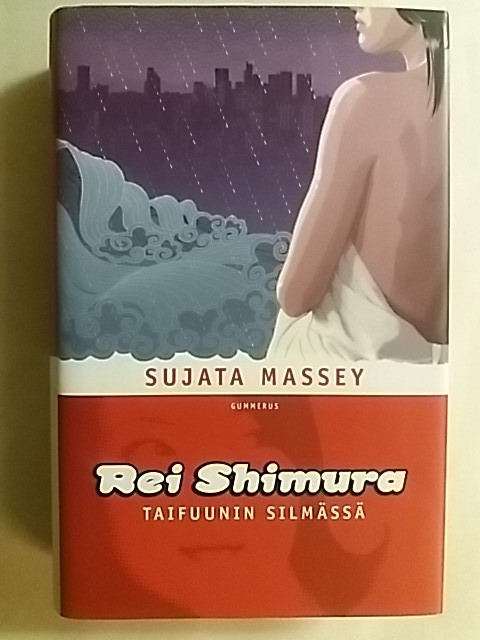 SUJATA MASSEY
GUMMERUS
Rei Shimura
TAIFUUNIN SILMÄSSÄ